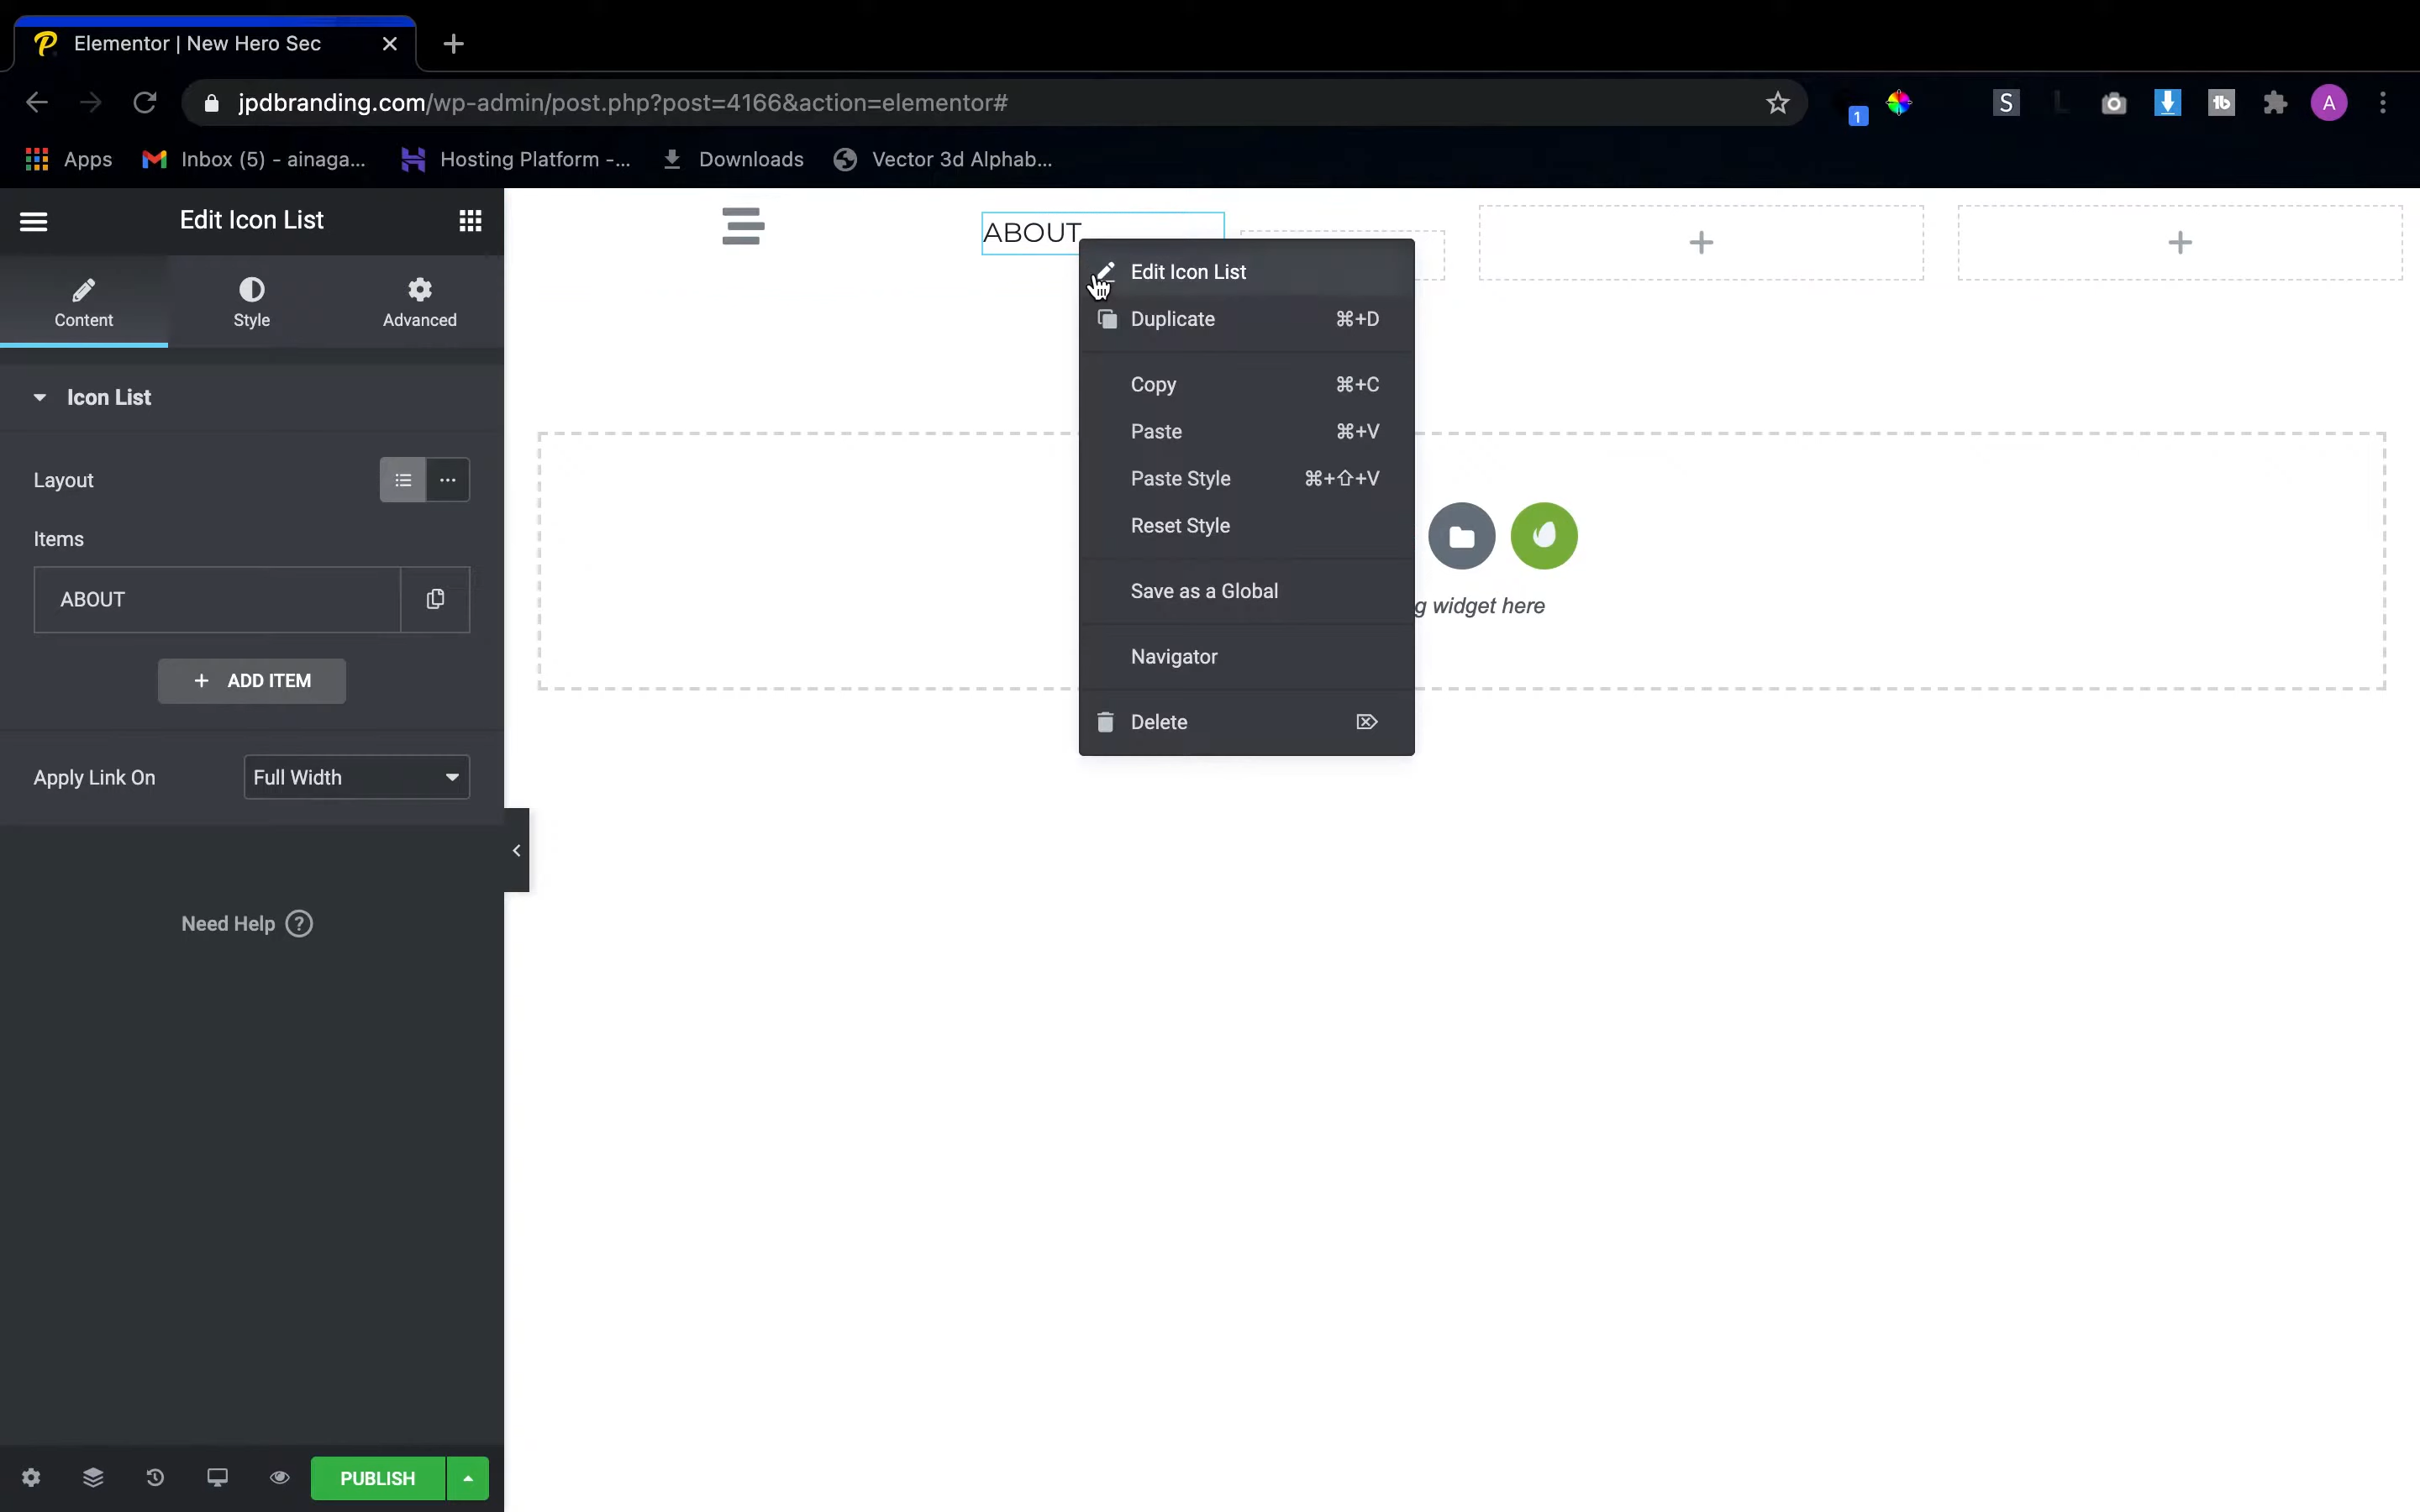 Elementor | New Hero Sec
jpdbranding.com/wp-admin/post.php?post=4166&action=elementor#
1
S
L
tb
A
Apps
Inbox (5) - ainaga...
Hosting Platform -...
Downloads
Vector 3d Alphab...
Edit Icon List
Content
Style
Advanced
Icon List
Layout
Items
ABOUT
ADD ITEM
Apply Link On
Full Width
Need Help ?
PUBLISH
ABOUT
Edit Icon List
Duplicate ⌘+D
Copy ⌘+C
Paste ⌘+V
Paste Style ⌘+⇧+V
Reset Style
Save as a Global
Navigator
Delete ⌦
g widget here